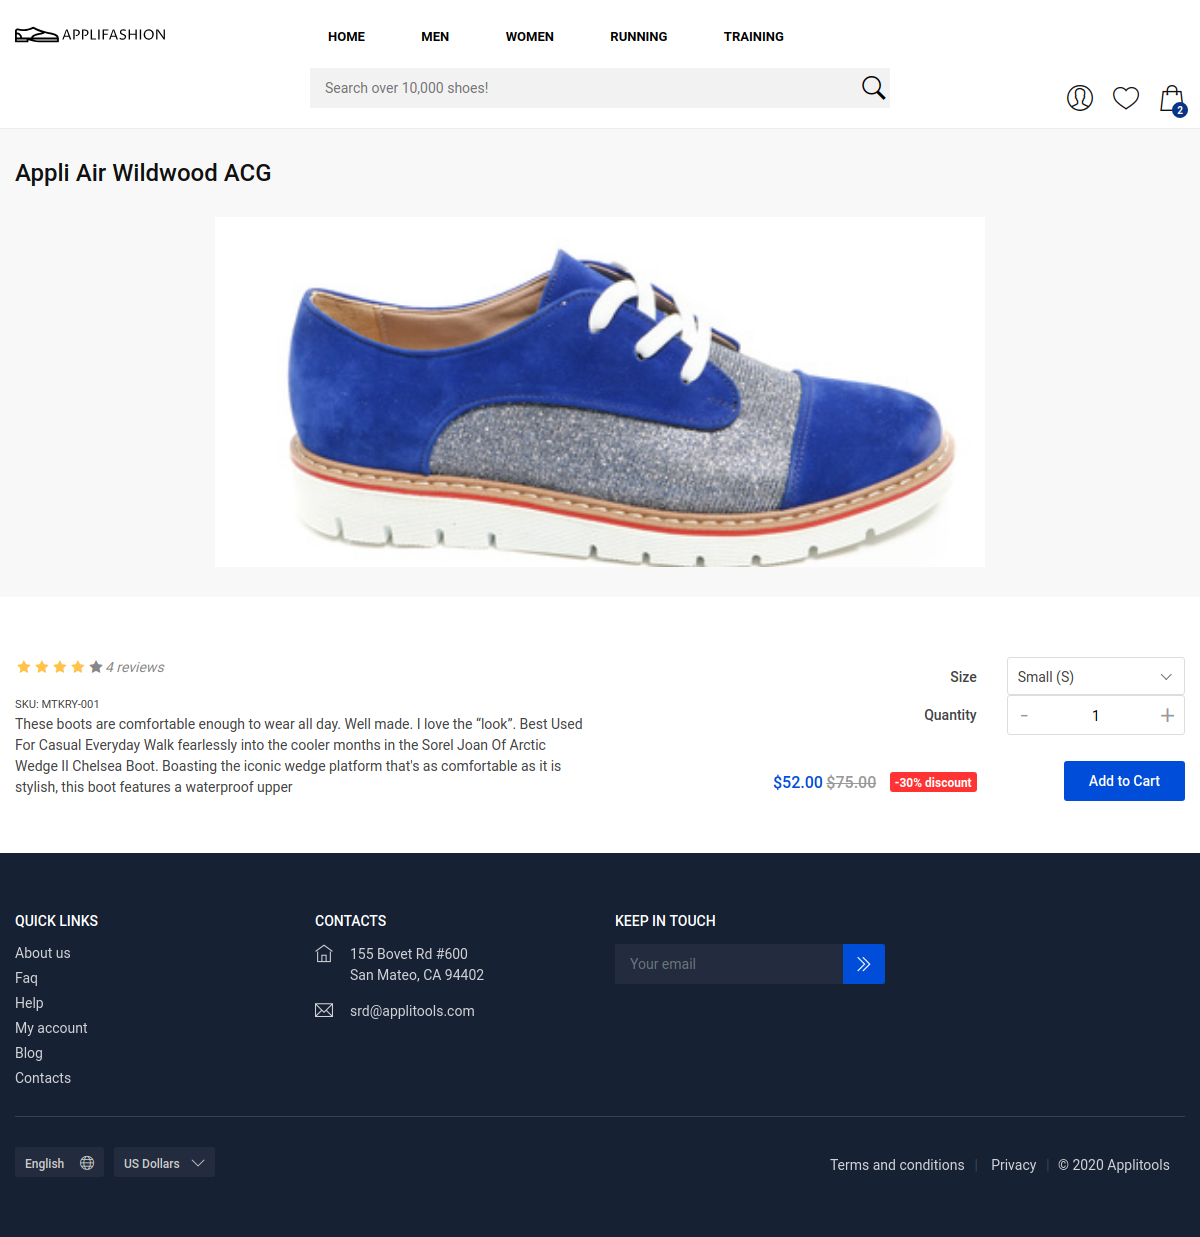 APPLIFASHION
HOME MEN WOMEN RUNNING TRAINING
Search over 10,000 shoes!
2
Appli Air Wildwood ACG
4 reviews
SKU: MTKRY-001
These boots are comfortable enough to wear all day. Well made. I love the “look”. Best Used
For Casual Everyday Walk fearlessly into the cooler months in the Sorel Joan Of Arctic
Wedge II Chelsea Boot. Boasting the iconic wedge platform that's as comfortable as it is
stylish, this boot features a waterproof upper
Size Small (S)
Quantity - 1 +
$52.00 $75.00 -30% discount Add to Cart
QUICK LINKS
About us
Faq
Help
My account
Blog
Contacts
CONTACTS
155 Bovet Rd #600
San Mateo, CA 94402
srd@applitools.com
KEEP IN TOUCH
Your email
English US Dollars
Terms and conditions | Privacy | © 2020 Applitools